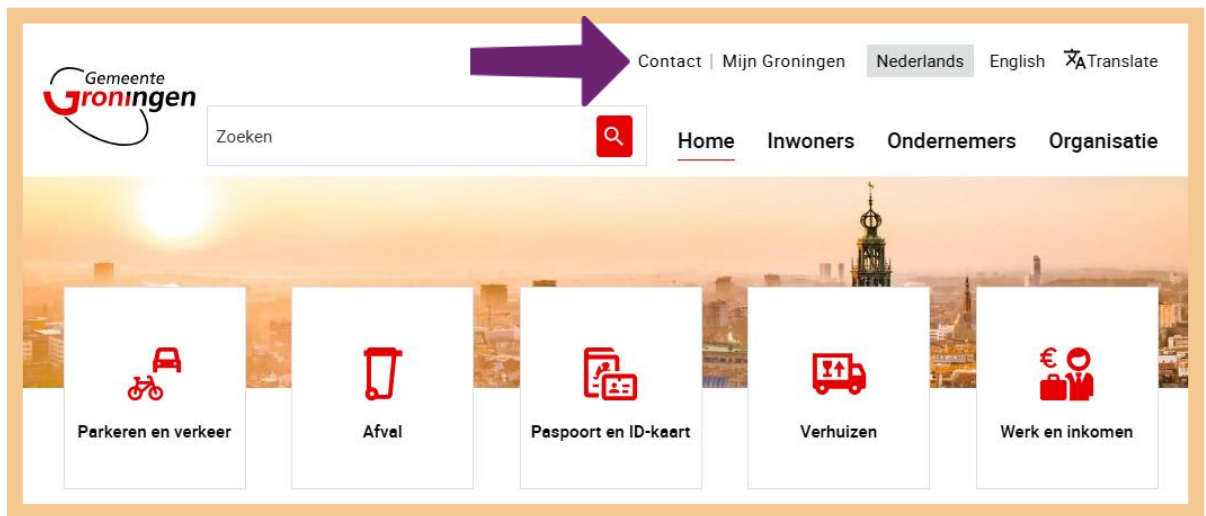 Contact | Mijn Groningen Nederlands English Translate
Gemeente
Groningen
Zoeken
Home Inwoners Ondernemers Organisatie
Parkeren en verkeer
Afval
Paspoort en ID-kaart
Verhuizen
€
Werk en inkomen